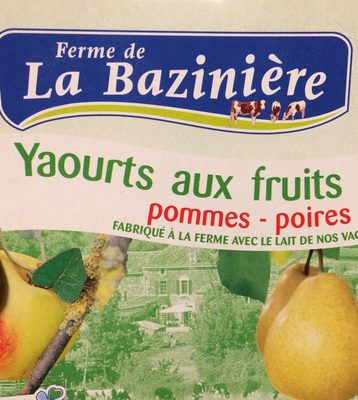 Ferme de
La Bazinière
Yaourts aux fruits
pommes - poires
FABRIQUÉ À LA FERME AVEC LE LAIT DE NOS